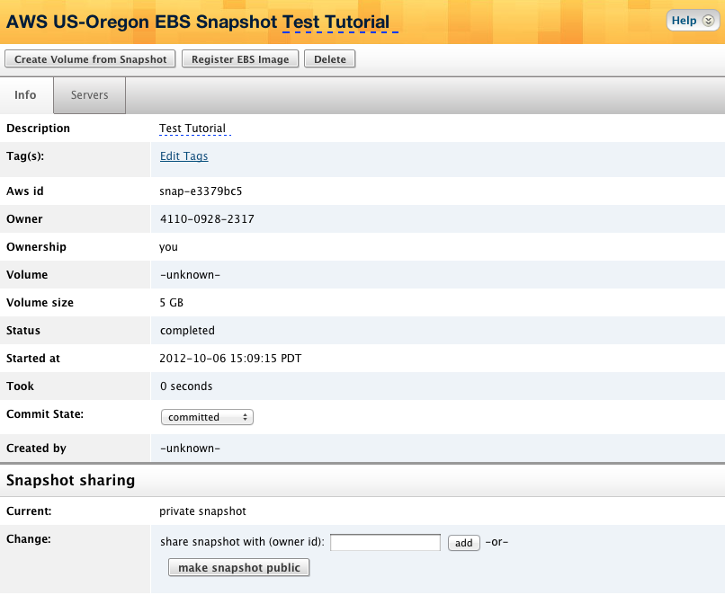 AWS US-Oregon EBS Snapshot Test Tutorial
Help
Create Volume from Snapshot Register EBS Image Delete
Info Servers
Description Test Tutorial
Tag(s): Edit Tags
Aws id snap-e3379bc5
Owner 4110-0928-2317
Ownership you
Volume -unknown-
Volume size 5 GB
Status completed
Started at 2012-10-06 15:09:15 PDT
Took 0 seconds
Commit State: committed
Created by -unknown-
Snapshot sharing
Current: private snapshot
Change: share snapshot with (owner id): add -or-
make snapshot public